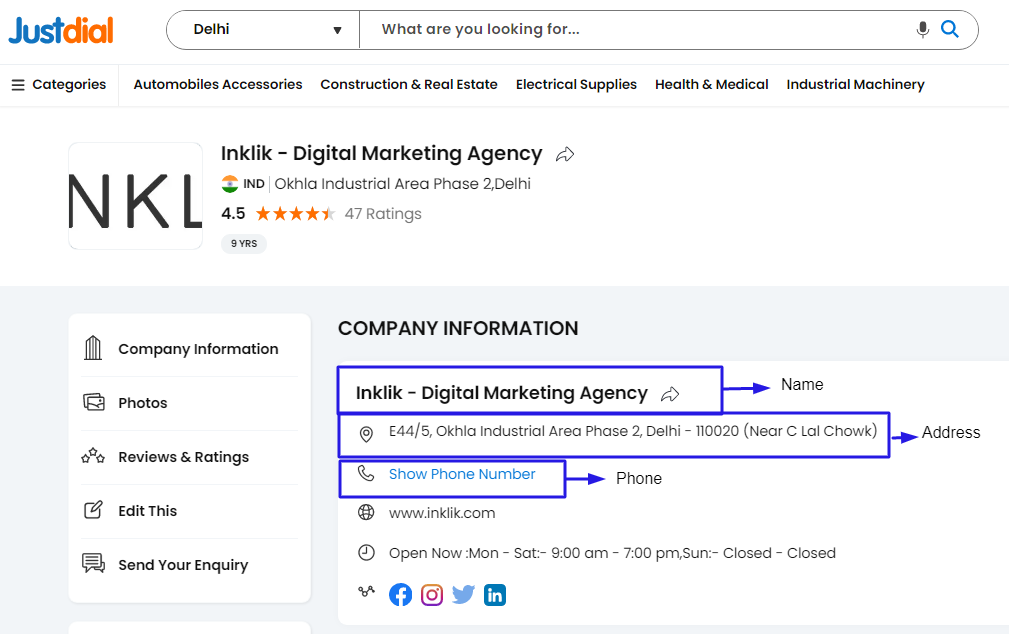 Justdial
Delhi ▼ What are you looking for...
Categories Automobiles Accessories Construction & Real Estate Electrical Supplies Health & Medical Industrial Machinery
NKL
Inklik - Digital Marketing Agency
IND Okhla Industrial Area Phase 2,Delhi
4.5 47 Ratings
9 YRS
Company Information
Photos
Reviews & Ratings
Edit This
Send Your Enquiry
COMPANY INFORMATION
Inklik - Digital Marketing Agency Name
E44/5, Okhla Industrial Area Phase 2, Delhi - 110020 (Near C Lal Chowk) Address
Show Phone Number Phone
www.inklik.com
Open Now :Mon - Sat:- 9:00 am - 7:00 pm,Sun:- Closed - Closed